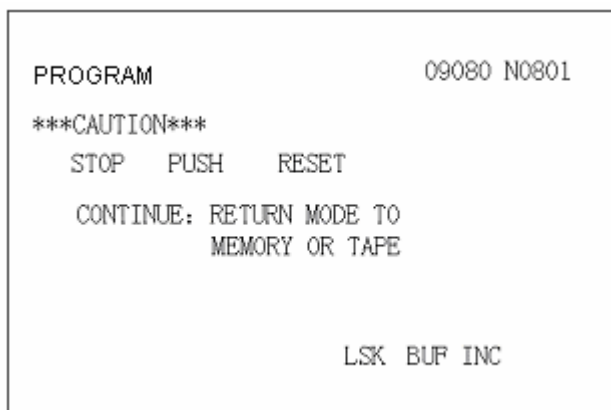 PROGRAM 09080 N0801
***CAUTION***
STOP PUSH RESET
CONTINUE: RETURN MODE TO
MEMORY OR TAPE
LSK BUF INC